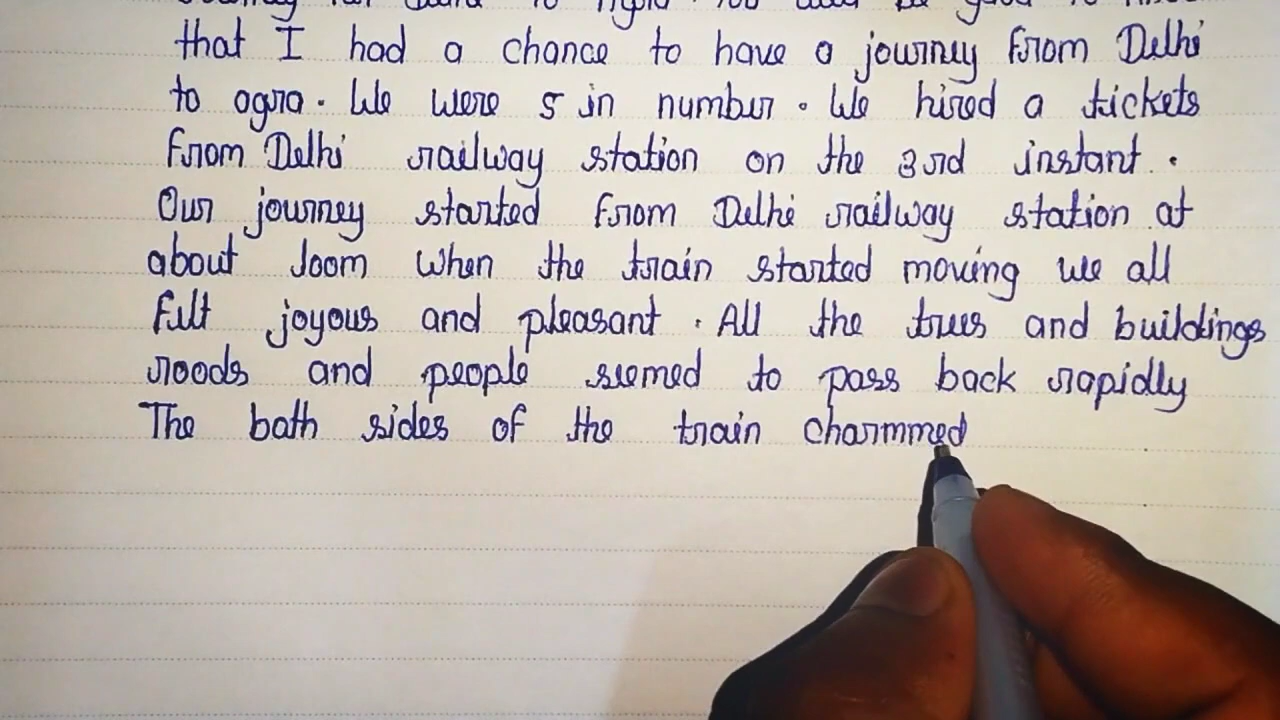 that I had a chance to have a journey from Delhi
to agra. We were 5 in number. We hired a tickets
from Delhi railway station on the 3rd instant.
Our journey started from Delhi railway station at
about when the train started moving we all
felt joyous and pleasant. All the trees and buildings
roads and people seemed to pass back rapidly
The both sides of the train charmmed